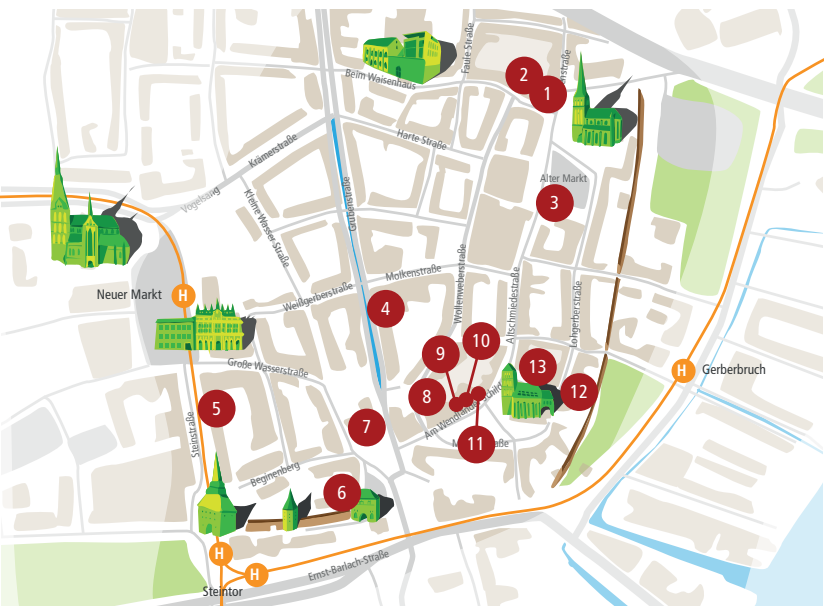 Faule Straße
Beim Waisenhaus
2
1
Harte Straße
Krämerstraße
Alter Markt
Vogelsang
Kleine Wasser Straße
Grubenstraße
3
Neuer Markt
H
Molkenstraße
Weißgerberstraße
Wollenweberstraße
Altschmiedestraße
Lohgerberstraße
4
10
9
13
H
Gerberbruch
Große Wasserstraße
8
12
5
Am
11
7
Steinstraße
Beginenberg
6
H
H
Ernst-Barlach-Straße
Steintor